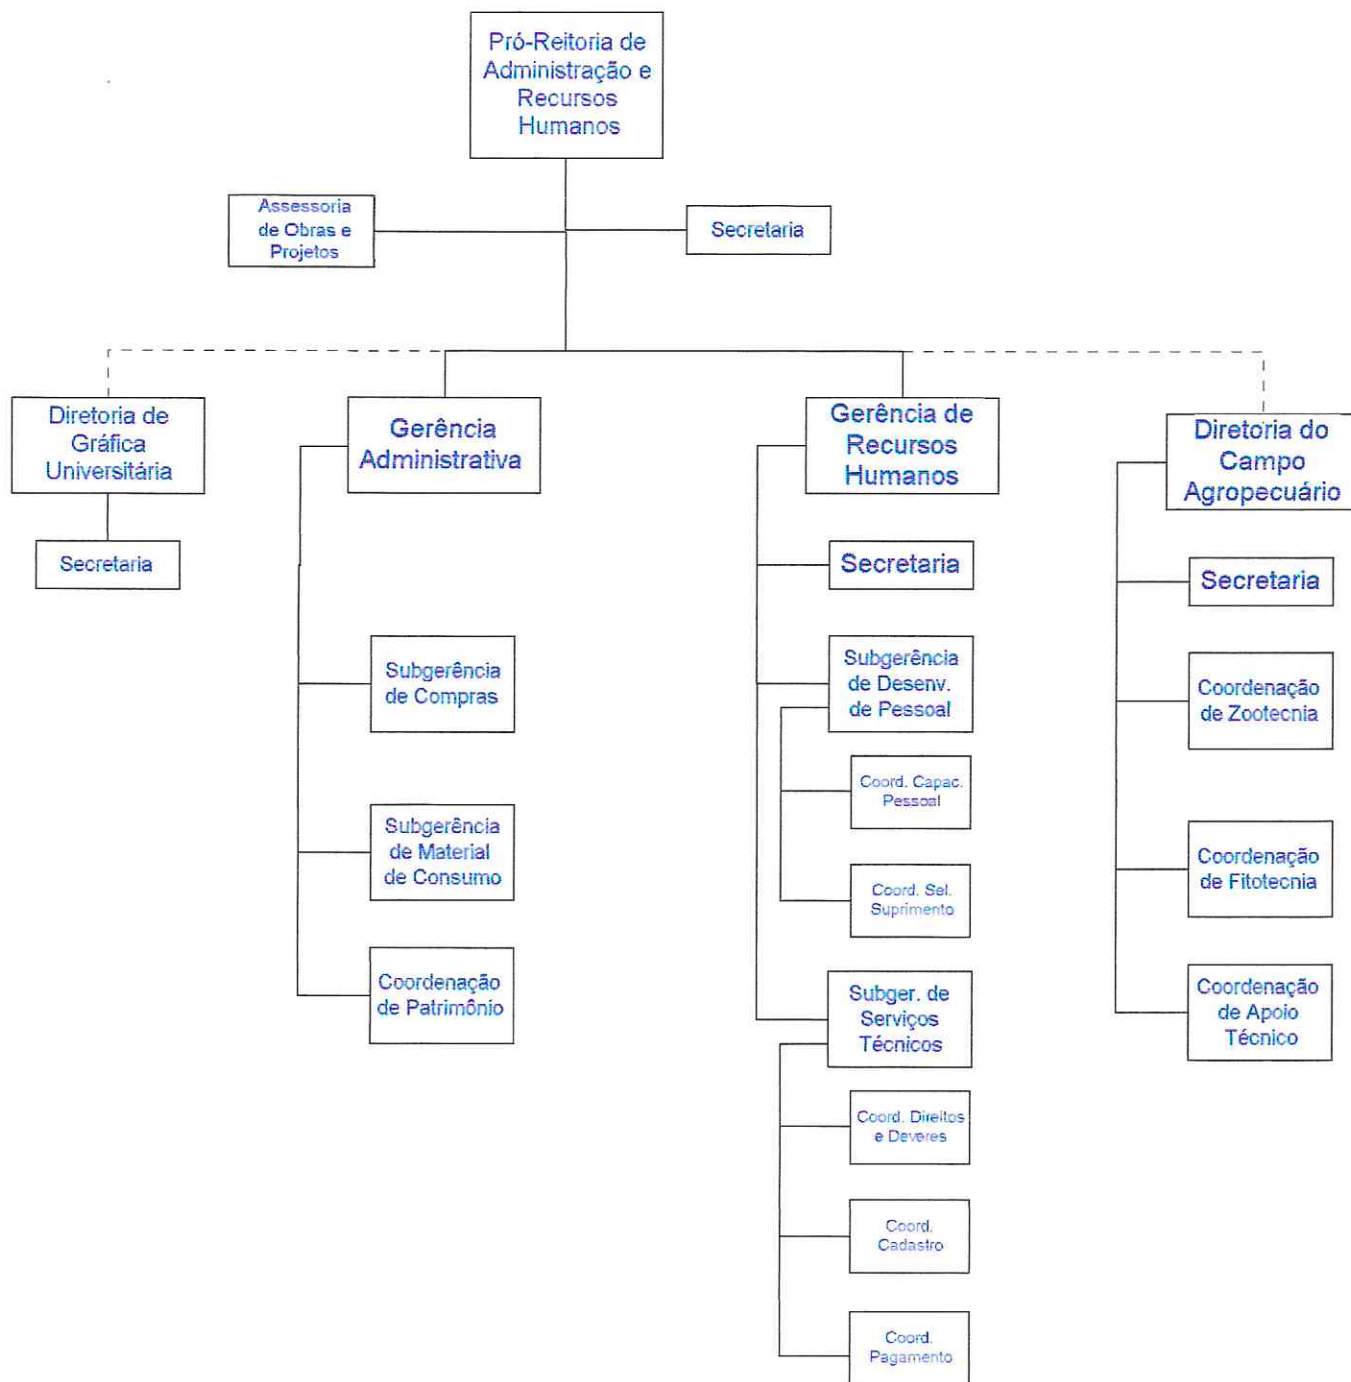 Pró-Reitoria de
Administração e
Recursos
Humanos
Assessoria
de Obras e
Projetos
Secretaria
Diretoria de
Gráfica
Universitária
Secretaria
Gerência
Administrativa
Subgerência
de Compras
Subgerência
de Material
de Consumo
Coordenação
de Patrimônio
Gerência de
Recursos
Humanos
Secretaria
Subgerência
de Desenv.
de Pessoal
Coord. Capac.
Pessoal
Coord. Sel.
Suprimento
Subger. de
Serviços
Técnicos
Coord. Direitos
e Deveres
Coord.
Cadastro
Coord.
Pagamento
Diretoria do
Campo
Agropecuário
Secretaria
Coordenação
de Zootecnia
Coordenação
de Fitotecnia
Coordenação
de Apoio
Técnico